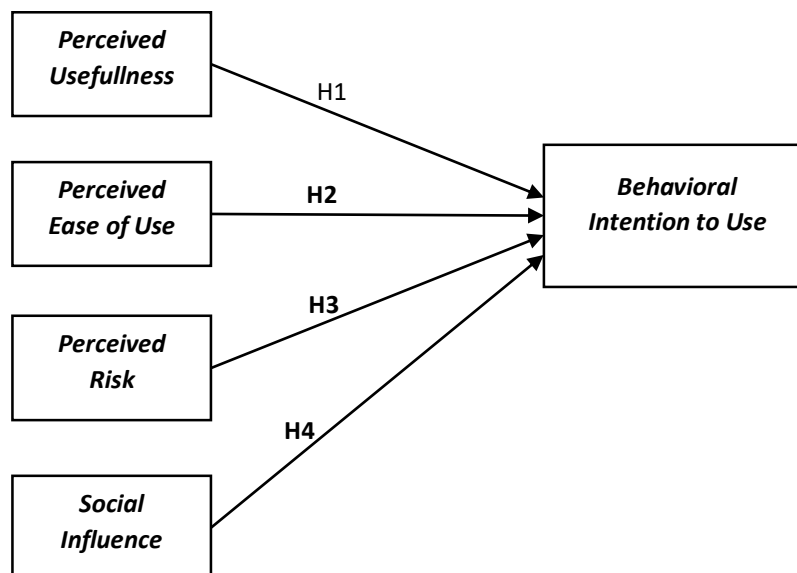 Perceived
Usefullness
H1
Perceived
Ease of Use
H2
Behavioral
Intention to Use
Perceived
Risk
H3
Social
Influence
H4